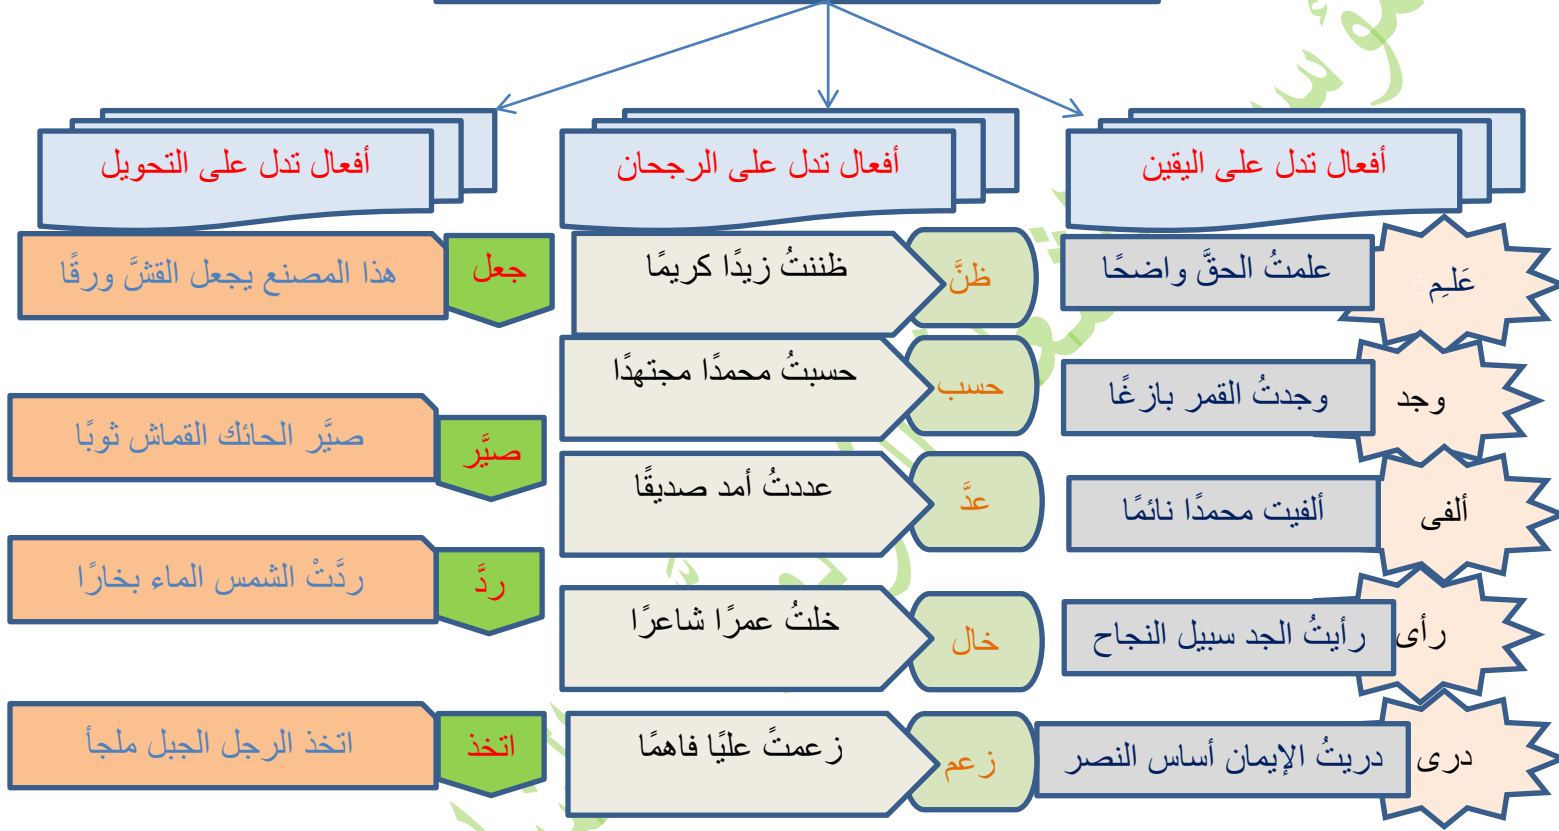 أفعال تدل على اليقين
أفعال تدل على الرجحان
أفعال تدل على التحويل
عَلِم
علمتُ الحقَّ واضحًا
وجد
وجدتُ القمر بازغًا
ألفى
ألفيت محمدًا نائمًا
رأى
رأيتُ الجد سبيل النجاح
درى
دريتُ الإيمان أساس النصر
ظنَّ
ظننتُ زيدًا كريمًا
حسب
حسبتُ محمدًا مجتهدًا
عدَّ
عددتُ أمد صديقًا
خال
خلتُ عمرًا شاعرًا
زعم
زعمتً عليًا فاهمًا
جعل
هذا المصنع يجعل القشَّ ورقًا
صيَّر
صيَّر الحائك القماش ثوبًا
ردَّ
ردَّتْ الشمس الماء بخارًا
اتخذ
اتخذ الرجل الجبل ملجأ